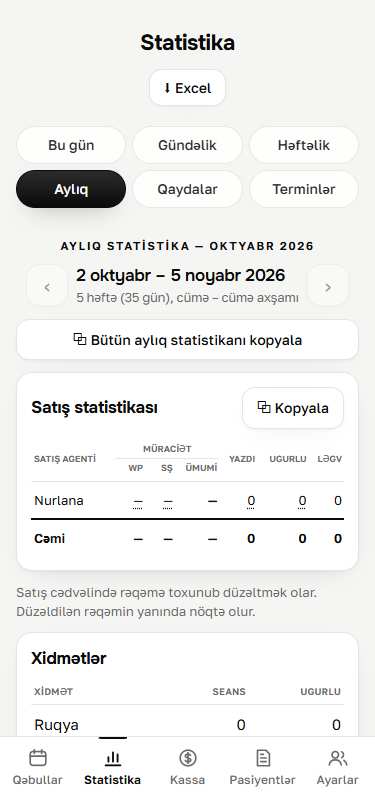 Statistika
⭳ Excel
Bu gün Gündəlik Həftəlik
Aylıq Qaydalar Terminlər
AYLIQ STATİSTİKA — OKTYABR 2026
‹ 2 oktyabr – 5 noyabr 2026 ›
5 həftə (35 gün), cümə – cümə axşamı
Bütün aylıq statistikanı kopyala
Satış statistikası Kopyala
SATIŞ AGENTİ MÜRACİƏT YAZDI UĞURLU LƏĞV
WP SŞ ÜMUMİ
Nurlana — — — 0 0 0
Cəmi — — — 0 0 0
Satış cədvəlində rəqəmə toxunub düzəltmək olar.
Düzəldilən rəqəmin yanında nöqtə olur.
Xidmətlər
XİDMƏT SEANS UĞURLU
Ruqya 0 0
Qəbullar Statistika Kassa Pasiyentlər Ayarlar